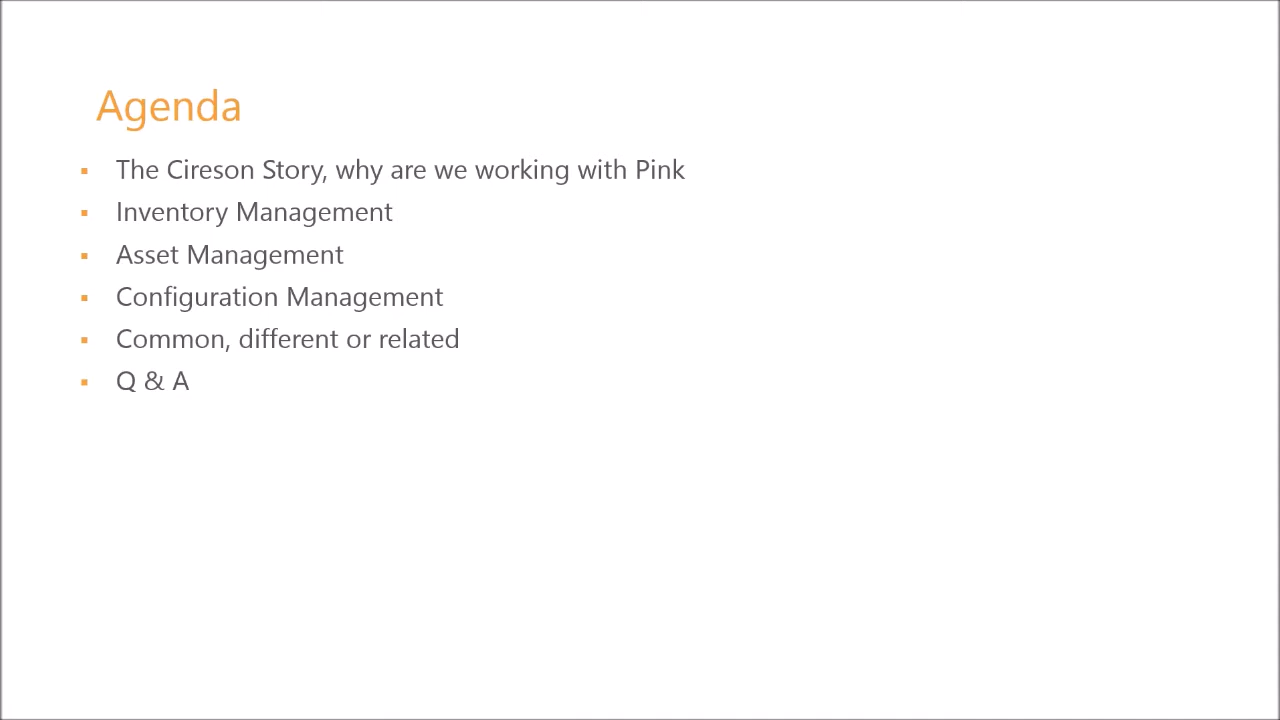 Agenda
▪ The Cireson Story, why are we working with Pink
▪ Inventory Management
▪ Asset Management
▪ Configuration Management
▪ Common, different or related
▪ Q & A